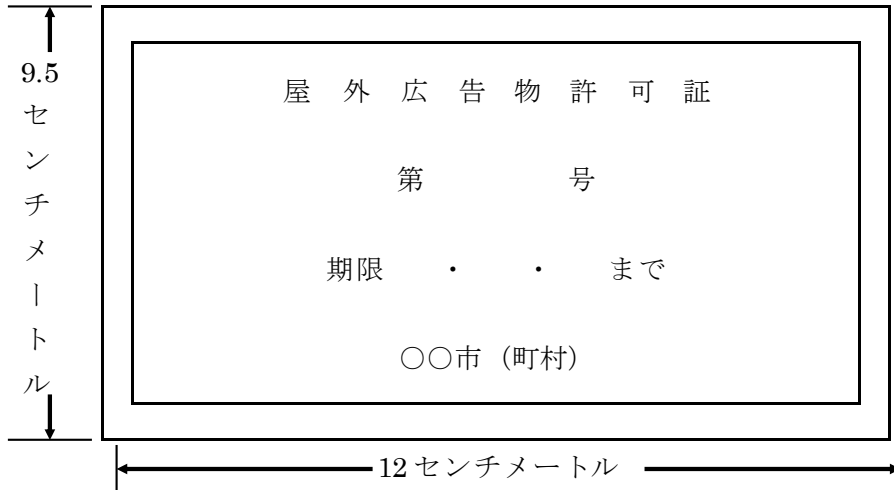 9.5センチメートル
屋外広告物許可証
第　　　号
期限　・　・　まで
○○市（町村）
12センチメートル